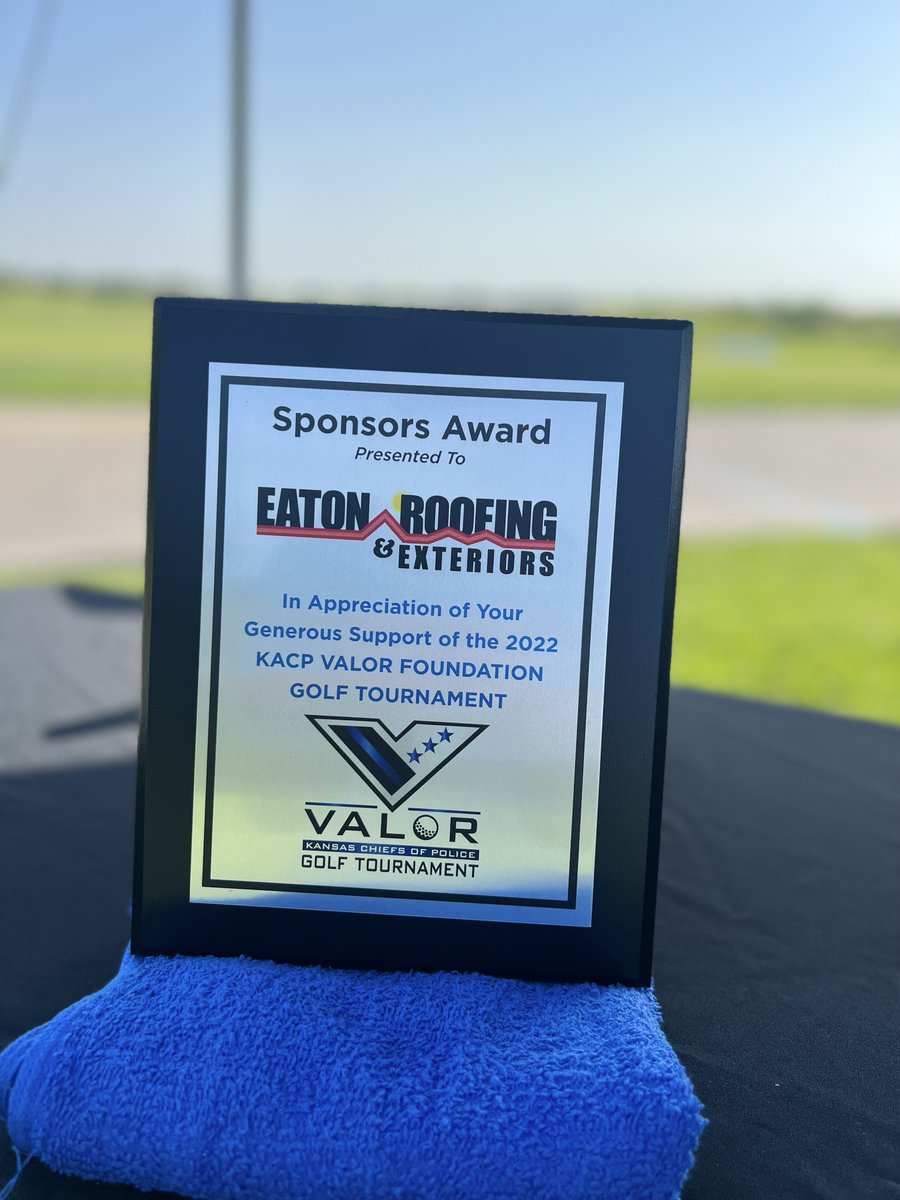 Sponsors Award
Presented To
EATON ROOFING
& EXTERIORS
In Appreciation of Your
Generous Support of the 2022
KACP VALOR FOUNDATION
GOLF TOURNAMENT
VALOR
KANSAS CHIEFS OF POLICE
GOLF TOURNAMENT